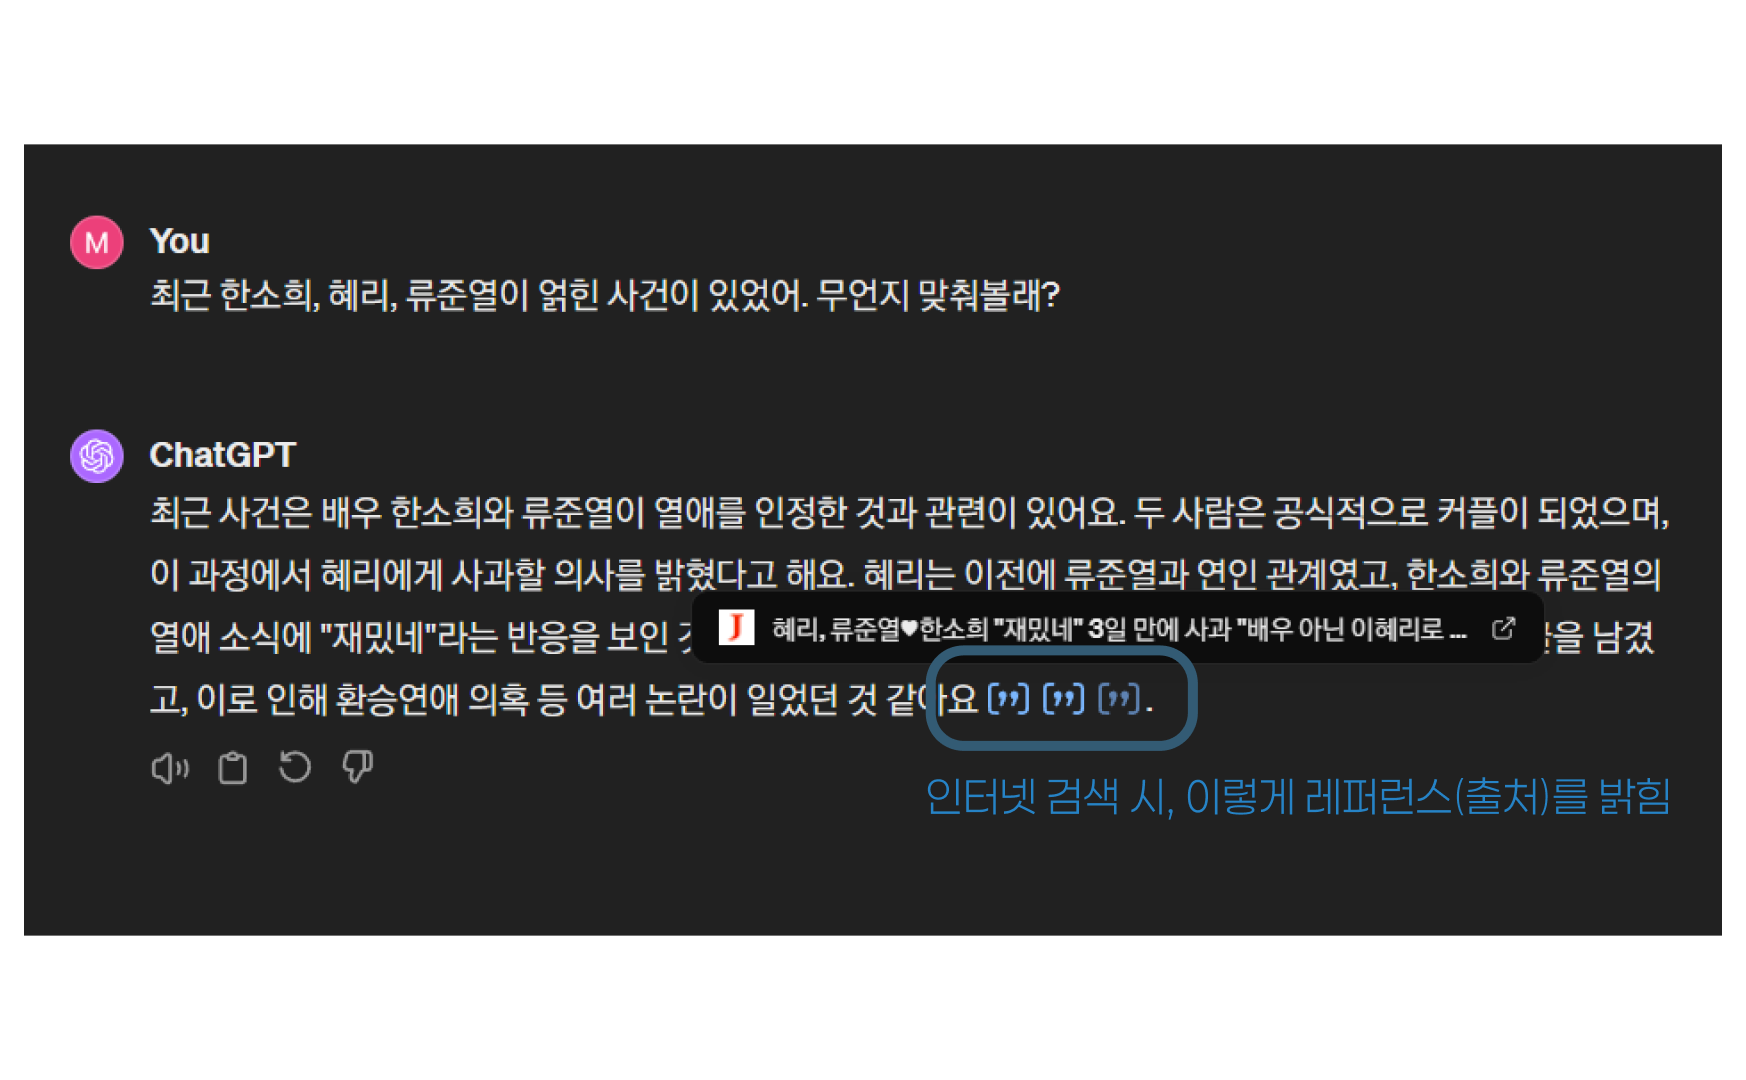 M
You
최근 한소희, 혜리, 류준열이 얽힌 사건이 있었어. 무언지 맞춰볼래?
ChatGPT
최근 사건은 배우 한소희와 류준열이 열애를 인정한 것과 관련이 있어요. 두 사람은 공식적으로 커플이 되었으며,
이 과정에서 혜리에게 사과할 의사를 밝혔다고 해요. 혜리는 이전에 류준열과 연인 관계였고, 한소희와 류준열의
열애 소식에 "재밌네"라는 반응을 보인 남겼
J 혜리, 류준열♥한소희 "재밌네" 3일 만에 사과 "배우 아닌 이혜리로 ...
고, 이로 인해 환승연애 의혹 등 여러 논란이 일었던 것 같아요 [”] [”] [”].
인터넷 검색 시, 이렇게 레퍼런스(출처)를 밝힘